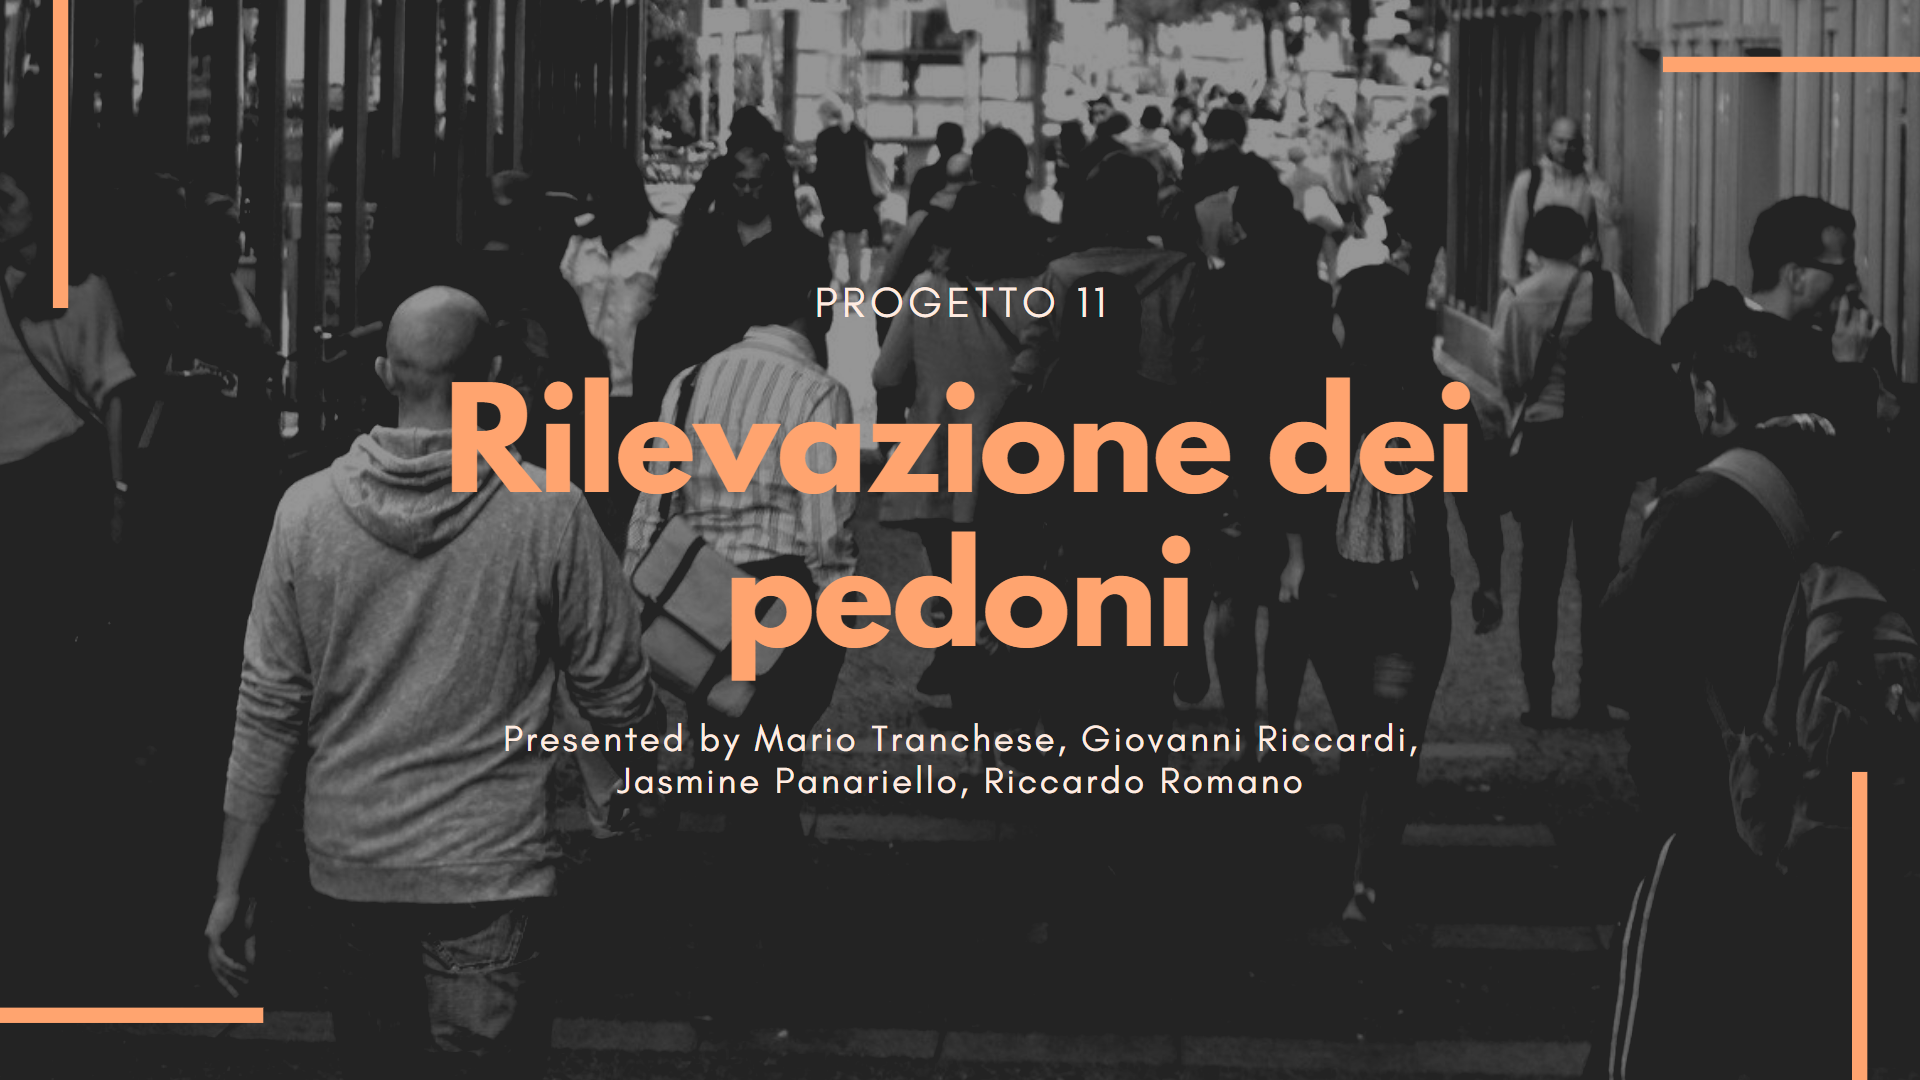 PROGETTO 11
Rilevazione dei
pedoni
Presented by Mario Tranchese, Giovanni Riccardi,
Jasmine Panariello, Riccardo Romano